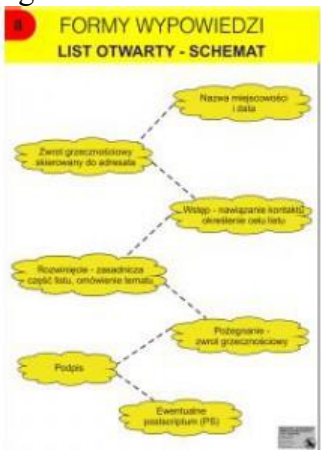 8
FORMY WYPOWIEDZI
LIST OTWARTY - SCHEMAT
Nazwa miejscowości
i data
Zwrot grzecznościowy
skierowany do adresata
Wstęp - nawiązanie kontaktu
określenie celu listu
Rozwinięcie - zasadnicza
część listu, omówienie tematu
Pożegnanie -
zwrot grzecznościowy
Podpis
Ewentualne
postscriptum (PS)